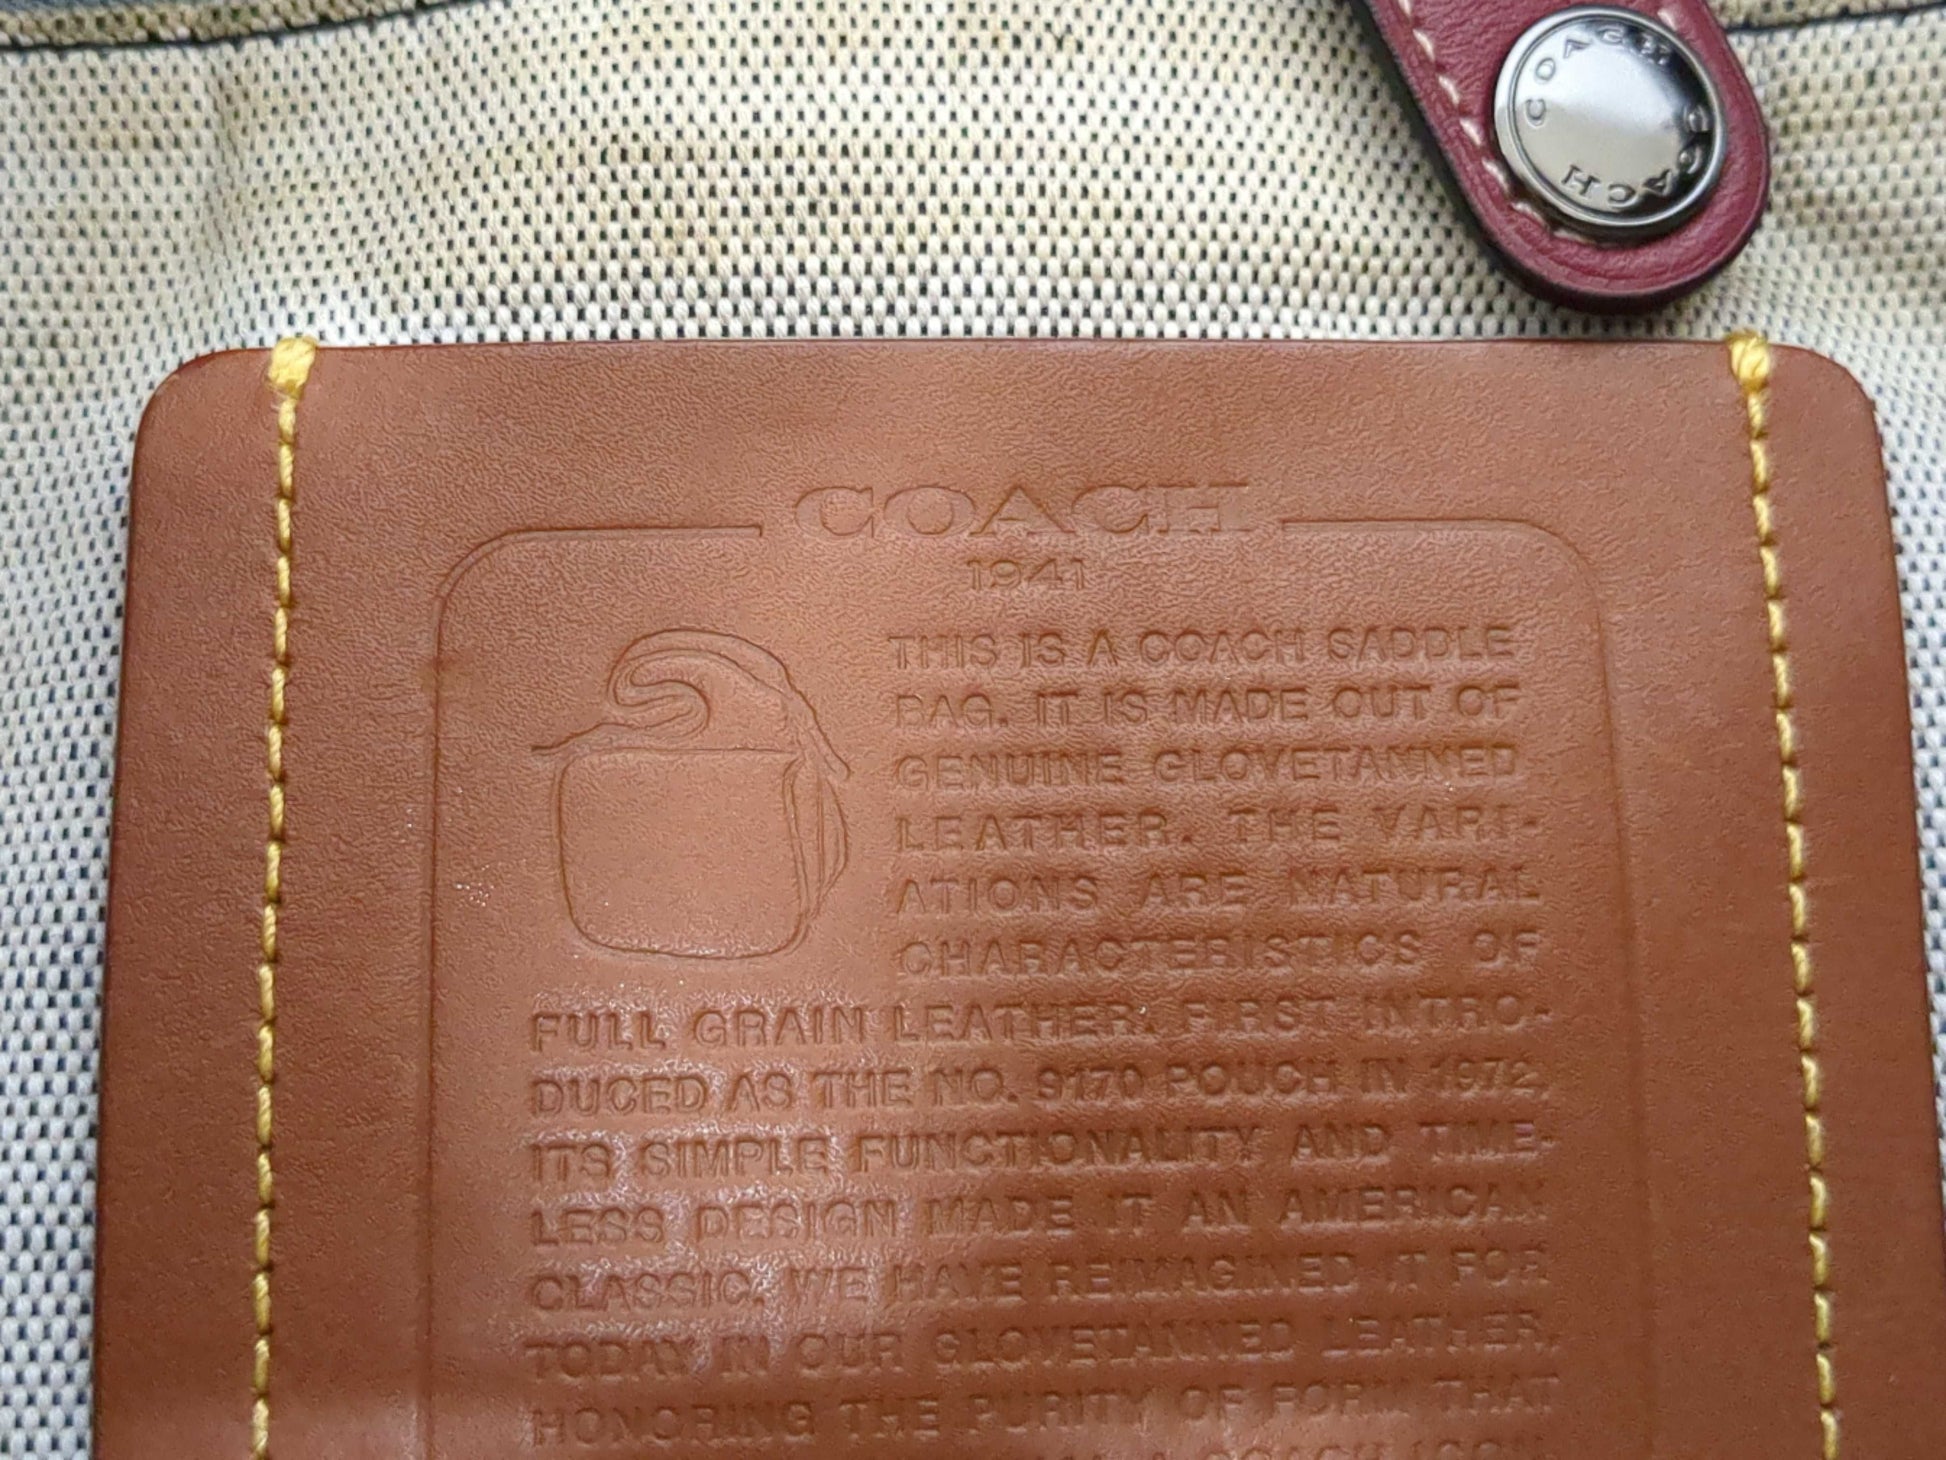 COACH COACH COACH
COACH
1941
THIS IS A COACH SADDLE
BAG. IT IS MADE OUT OF
GENUINE GLOVETANNED
LEATHER. THE VARI-
ATIONS ARE NATURAL
CHARACTERISTICS OF
FULL GRAIN LEATHER. FIRST INTRO-
DUCED AS THE NO. 9170 POUCH IN 1972,
ITS SIMPLE FUNCTIONALITY AND TIME-
LESS DESIGN MADE IT AN AMERICAN
CLASSIC. WE HAVE REIMAGINED IT FOR
TODAY IN OUR GLOVETANNED LEATHER,
HONORING THE PURITY OF FORM THAT
A COACH ICON